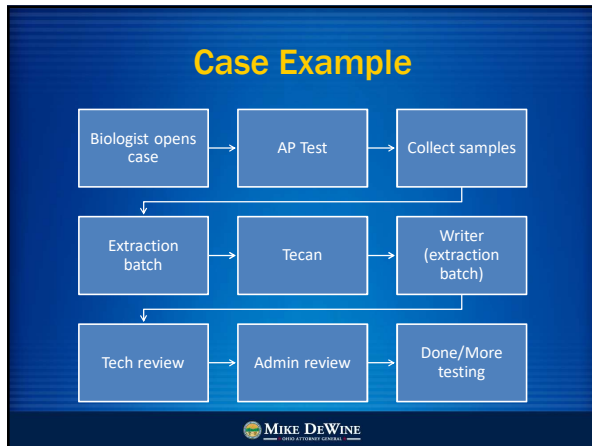 Case Example
Biologist opens
case
AP Test
Collect samples
Extraction
batch
Tecan
Writer
(extraction
batch)
Tech review
Admin review
Done/More
testing
MIKE DEWINE
OHIO ATTORNEY GENERAL